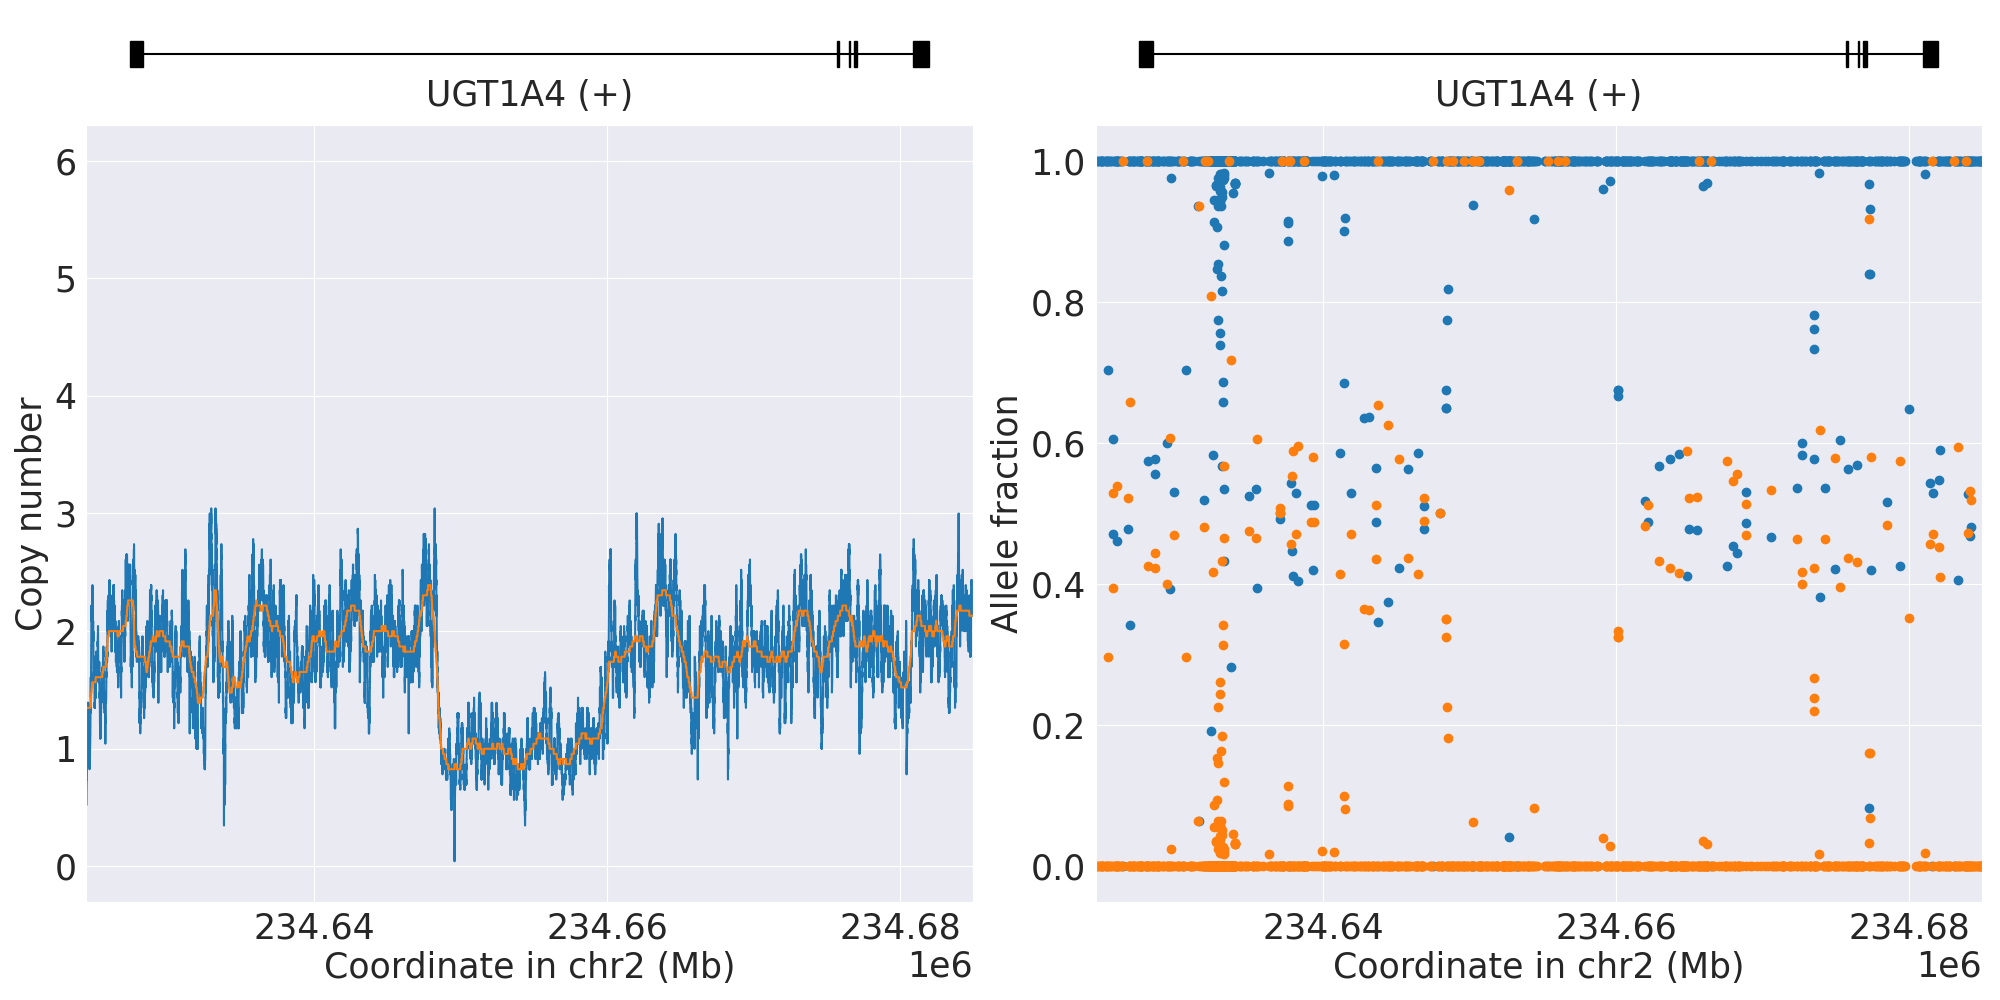 UGT1A4 (+)
Copy number
6
5
4
3
2
1
0
234.64 234.66 234.68
1e6
Coordinate in chr2 (Mb)
UGT1A4 (+)
Allele fraction
1.0
0.8
0.6
0.4
0.2
0.0
234.64 234.66 234.68
1e6
Coordinate in chr2 (Mb)